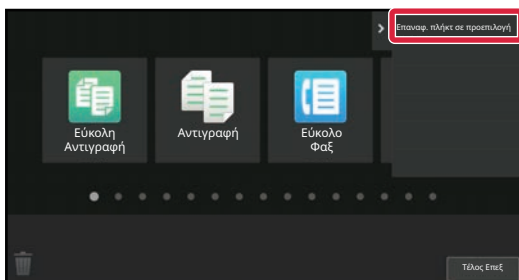 Επαναφ. πλήκτ σε προεπιλογή
Εύκολη
Αντιγραφή
Αντιγραφή
Εύκολο
Φαξ
Τέλος Επεξ